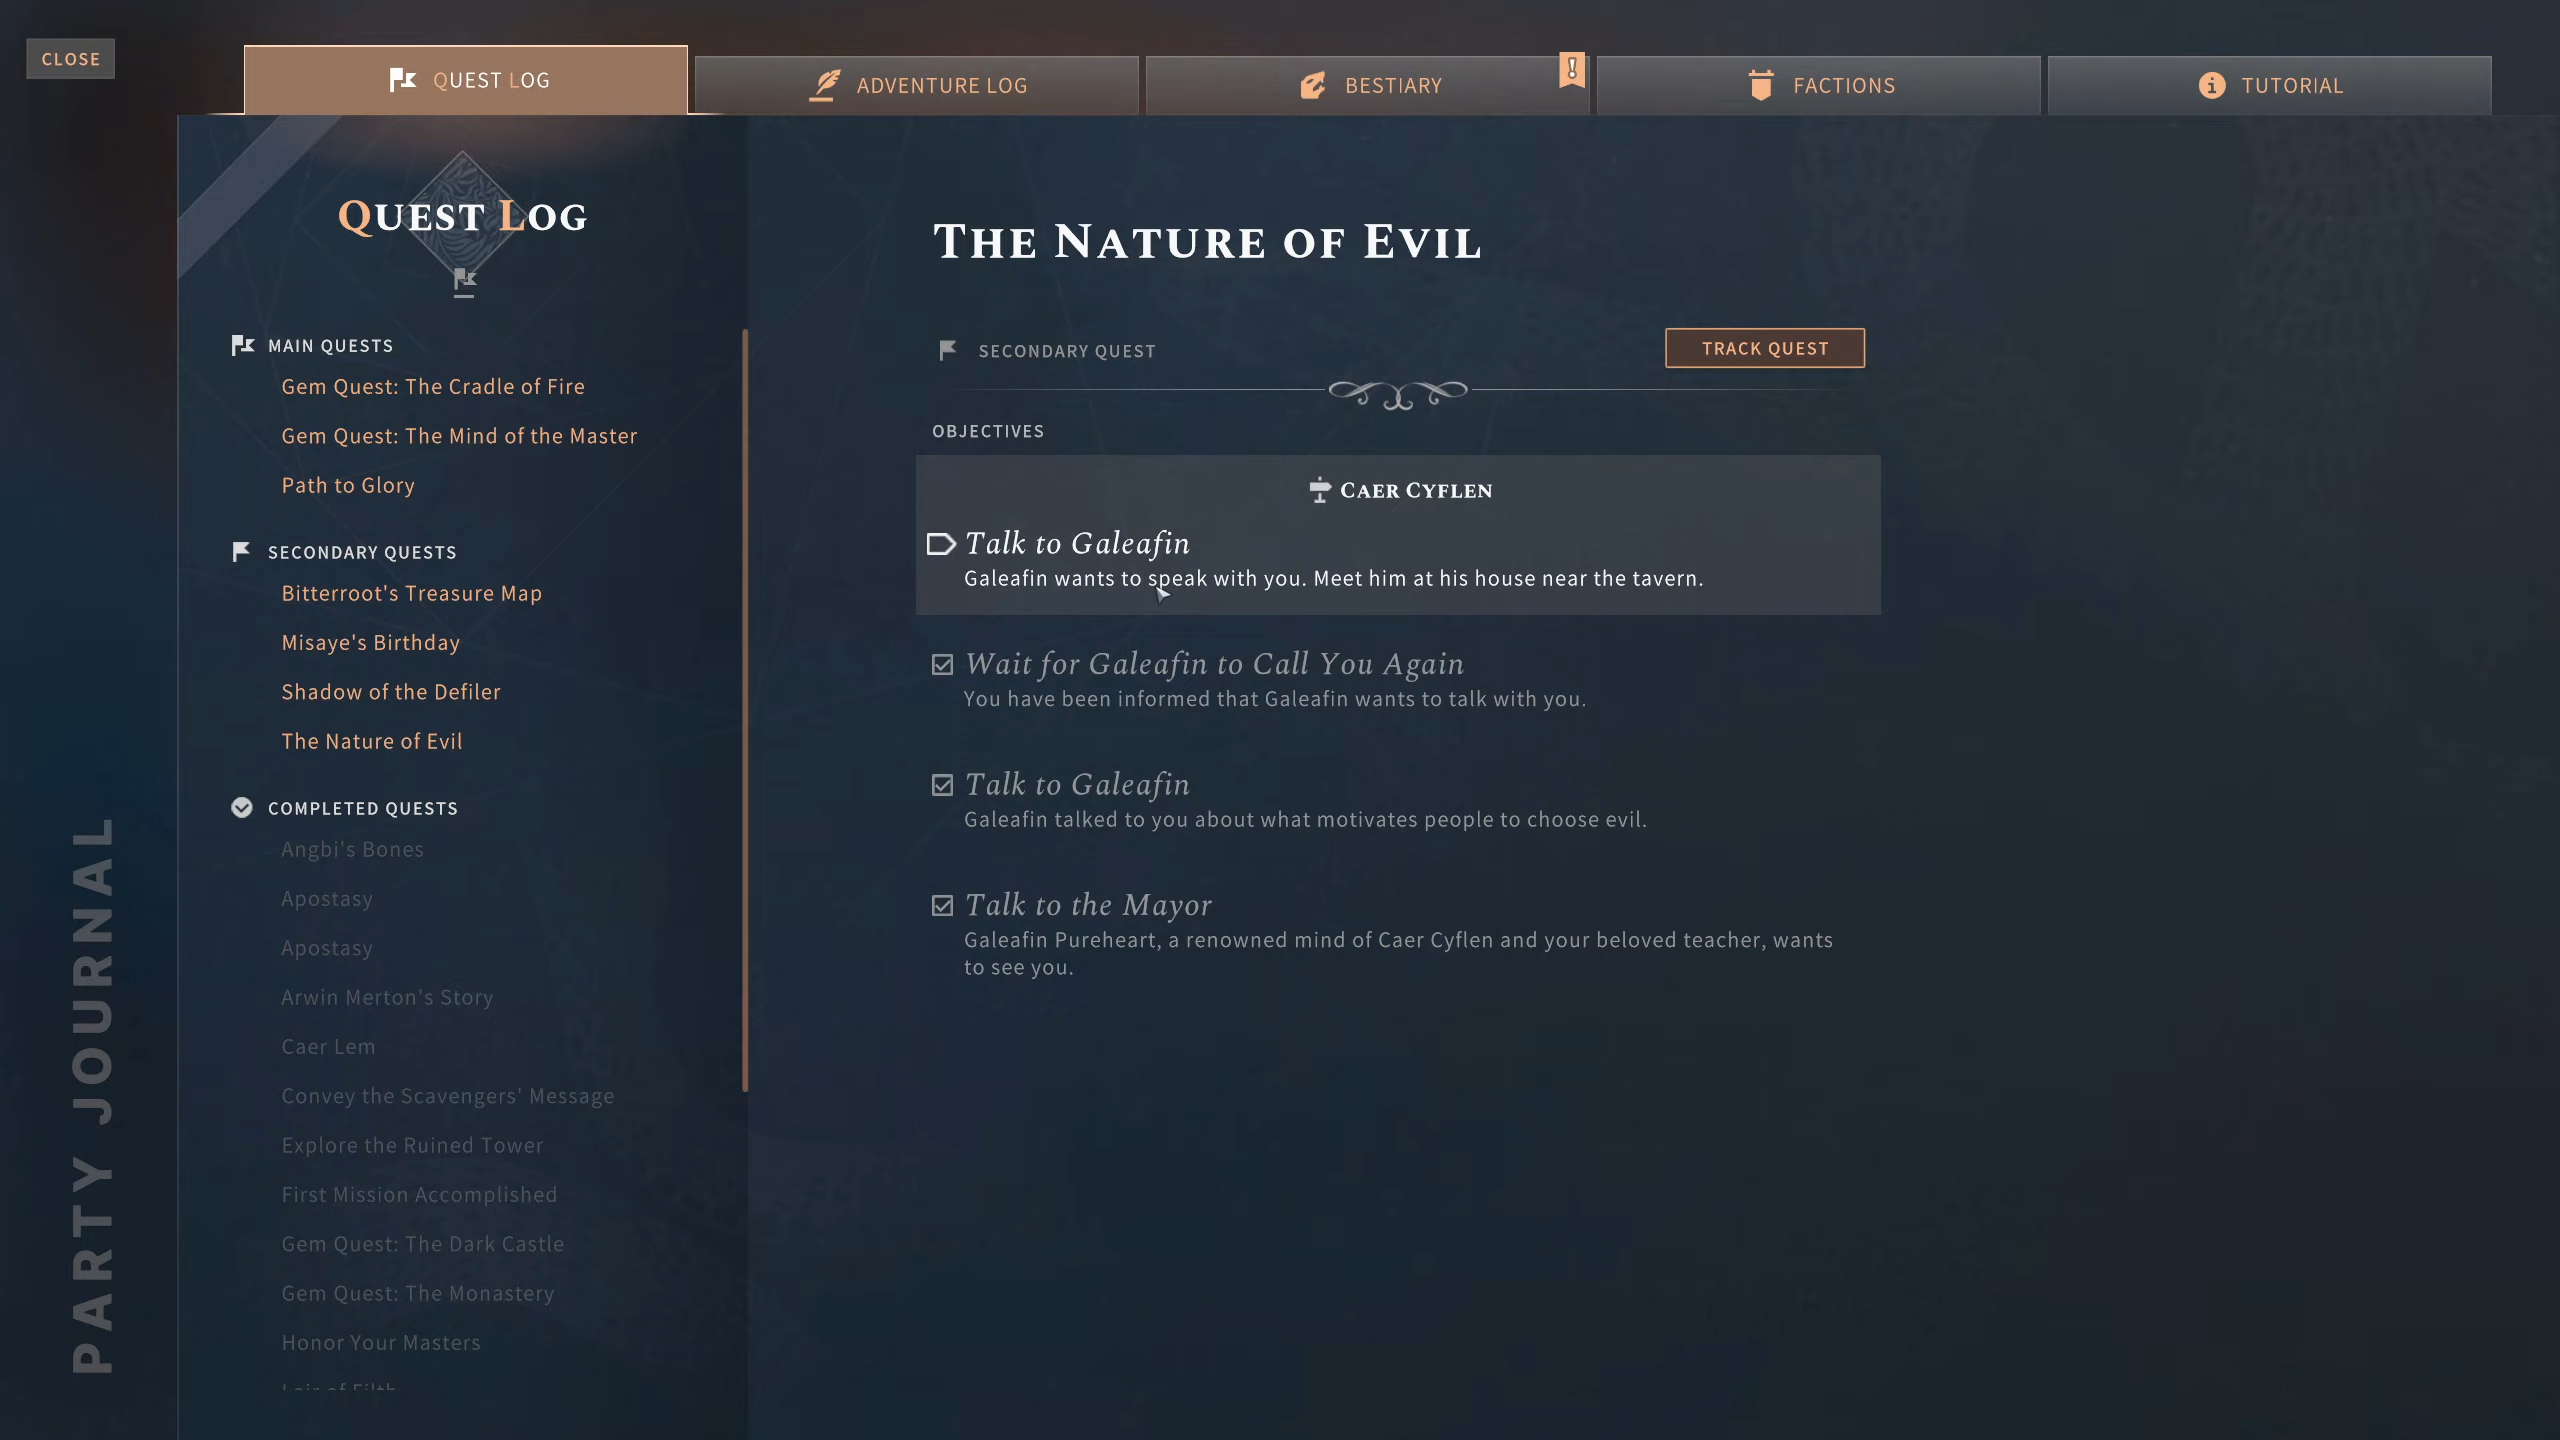 CLOSE
QUEST LOG
ADVENTURE LOG
BESTIARY
FACTIONS
TUTORIAL
PARTY JOURNAL
QUEST LOG
MAIN QUESTS
Gem Quest: The Cradle of Fire
Gem Quest: The Mind of the Master
Path to Glory
SECONDARY QUESTS
Bitterroot's Treasure Map
Misaye's Birthday
Shadow of the Defiler
The Nature of Evil
COMPLETED QUESTS
Angbi's Bones
Apostasy
Apostasy
Arwin Merton's Story
Caer Lem
Convey the Scavengers' Message
Explore the Ruined Tower
First Mission Accomplished
Gem Quest: The Dark Castle
Gem Quest: The Monastery
Honor Your Masters
Lair of Filth
THE NATURE OF EVIL
SECONDARY QUEST
TRACK QUEST
OBJECTIVES
CAER CYFLEN
Talk to Galeafin
Galeafin wants to speak with you. Meet him at his house near the tavern.
Wait for Galeafin to Call You Again
You have been informed that Galeafin wants to talk with you.
Talk to Galeafin
Galeafin talked to you about what motivates people to choose evil.
Talk to the Mayor
Galeafin Pureheart, a renowned mind of Caer Cyflen and your beloved teacher, wants
to see you.